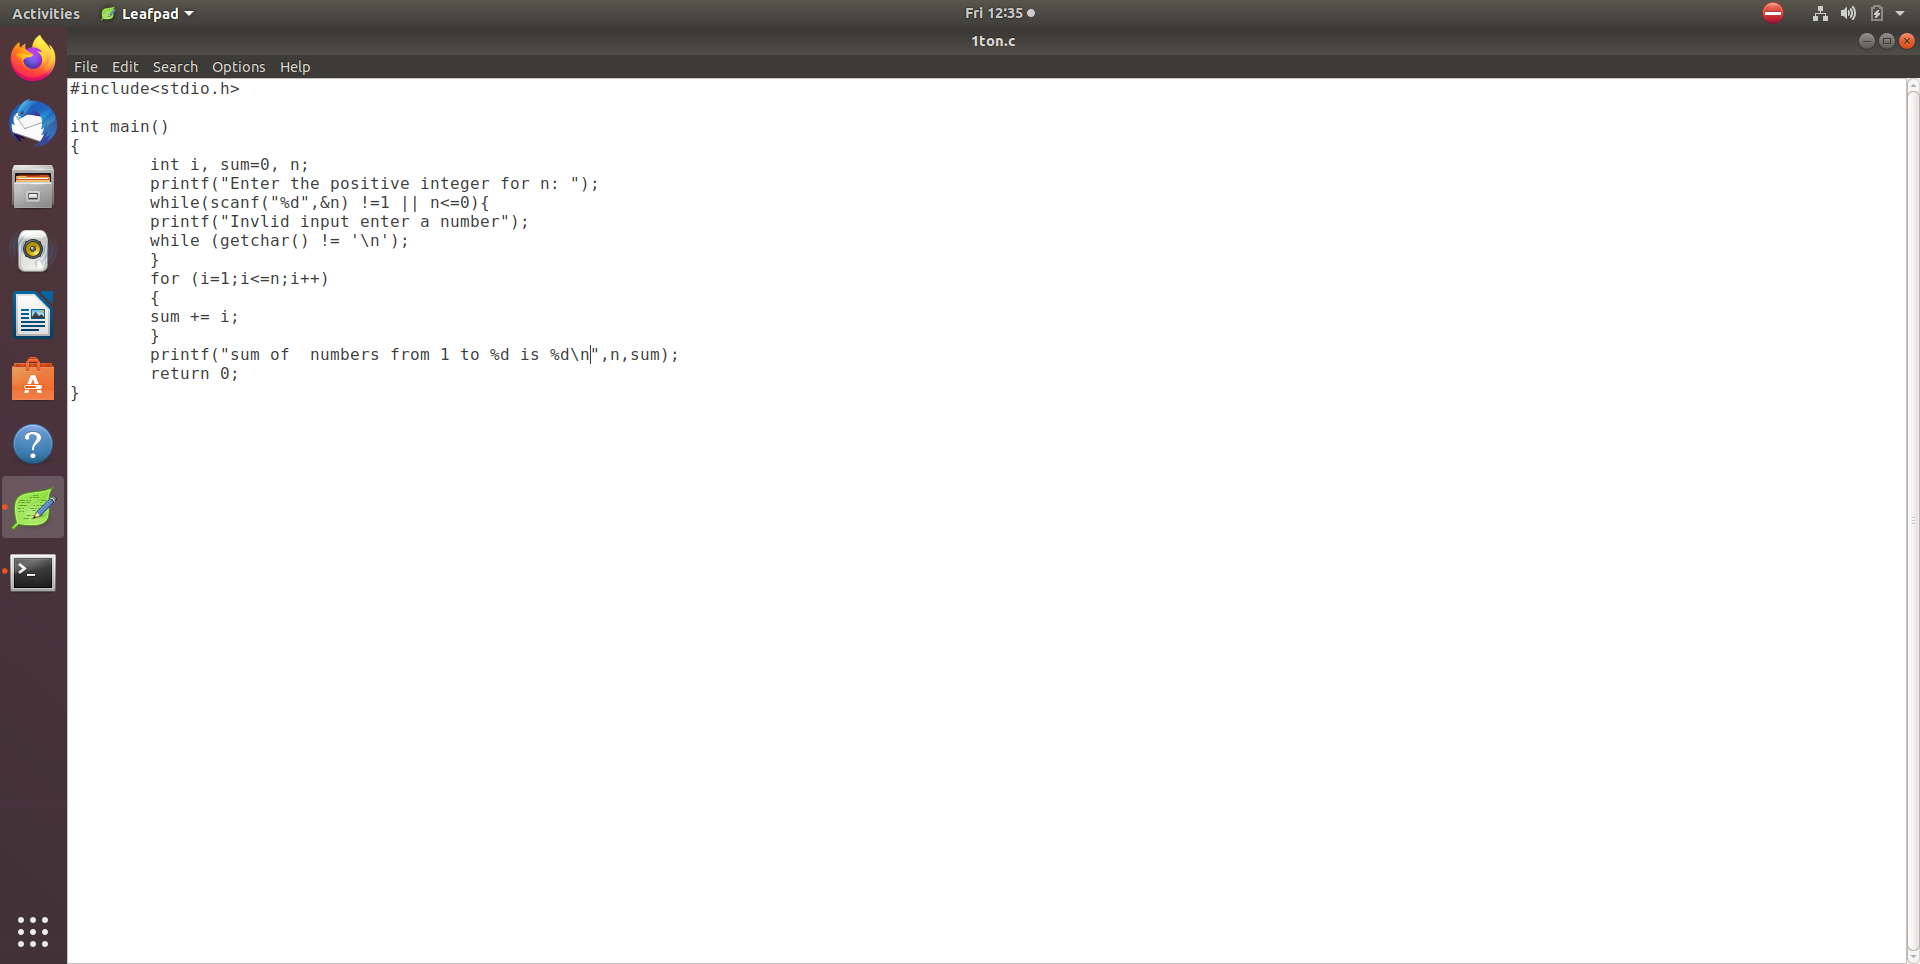 Activities Leafpad Fri 12:35
1ton.c
File Edit Search Options Help
#include<stdio.h>

int main()
{
        int i, sum=0, n;
        printf("Enter the positive integer for n: ");
        while(scanf("%d",&n) !=1 || n<=0){
        printf("Invlid input enter a number");
        while (getchar() != '\n');
        }
        for (i=1;i<=n;i++)
        {
        sum += i;
        }
        printf("sum of  numbers from 1 to %d is %d\n",n,sum);
        return 0;
}